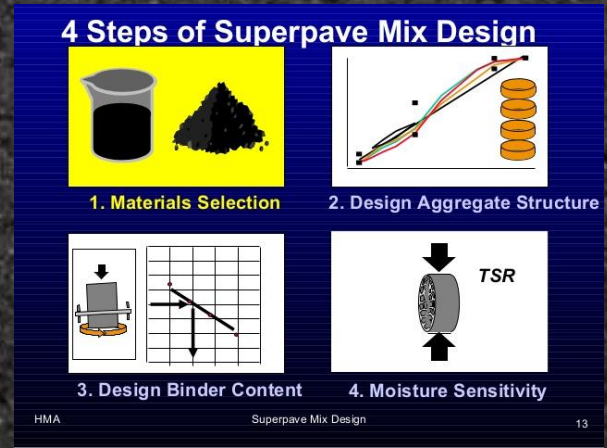 4 Steps of Superpave Mix Design
1. Materials Selection
2. Design Aggregate Structure
3. Design Binder Content
TSR
4. Moisture Sensitivity
HMA
Superpave Mix Design
13